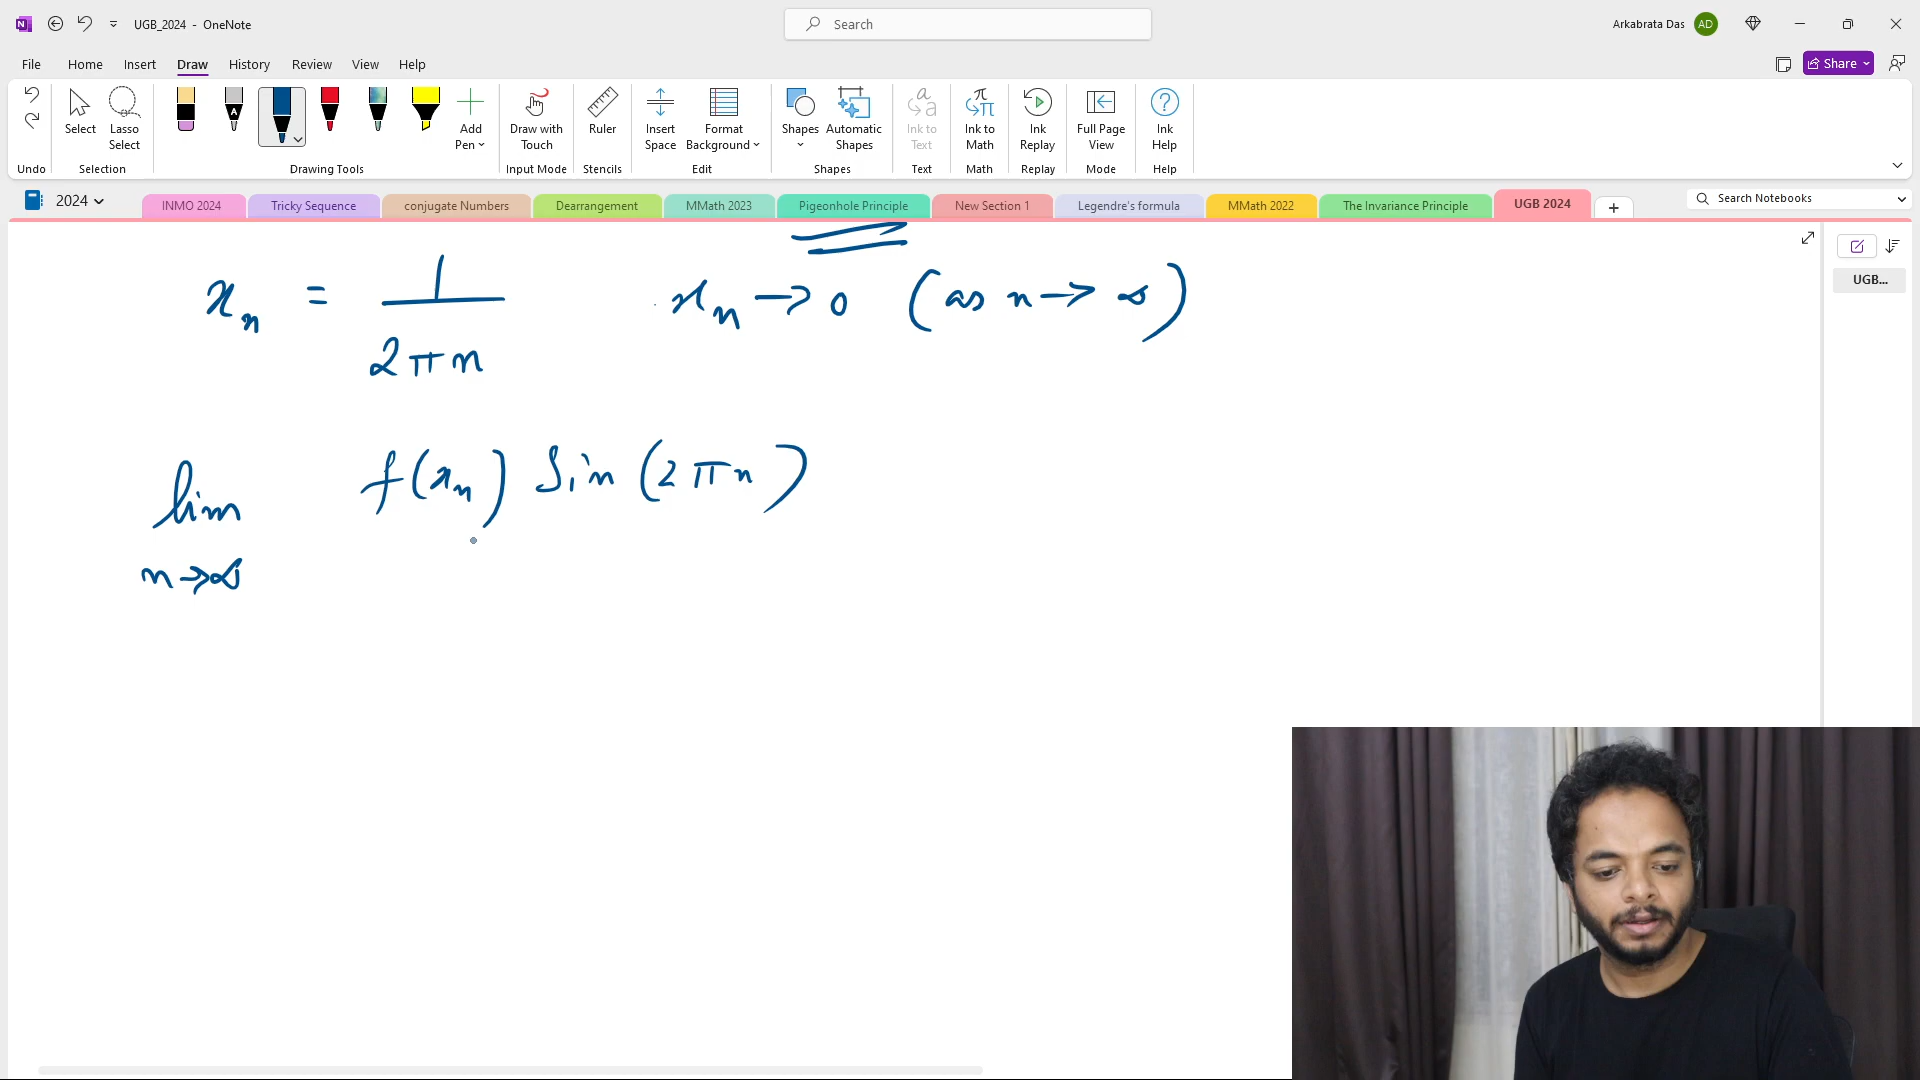 UGB_2024 - OneNote
Search
Arkabrata Das AD
File Home Insert Draw History Review View Help
Share
Select
Lasso Select
Add Pen
Draw with Touch
Ruler
Insert Space
Format Background
Shapes
Automatic Shapes
Ink to Text
Ink to Math
Ink Replay
Full Page View
Ink Help
Undo Selection Drawing Tools Input Mode Stencils Edit Shapes Text Math Replay Mode Help
2024 INMO 2024 Tricky Sequence conjugate Numbers Dearrangement MMath 2023 Pigeonhole Principle New Section 1 Legendre's formula MMath 2022 The Invariance Principle UGB 2024 + Search Notebooks
UGB...
xₙ = 1/(2πn) xₙ → 0 (as n → ∞)
lim n→∞ f(xₙ) sin(2πn)